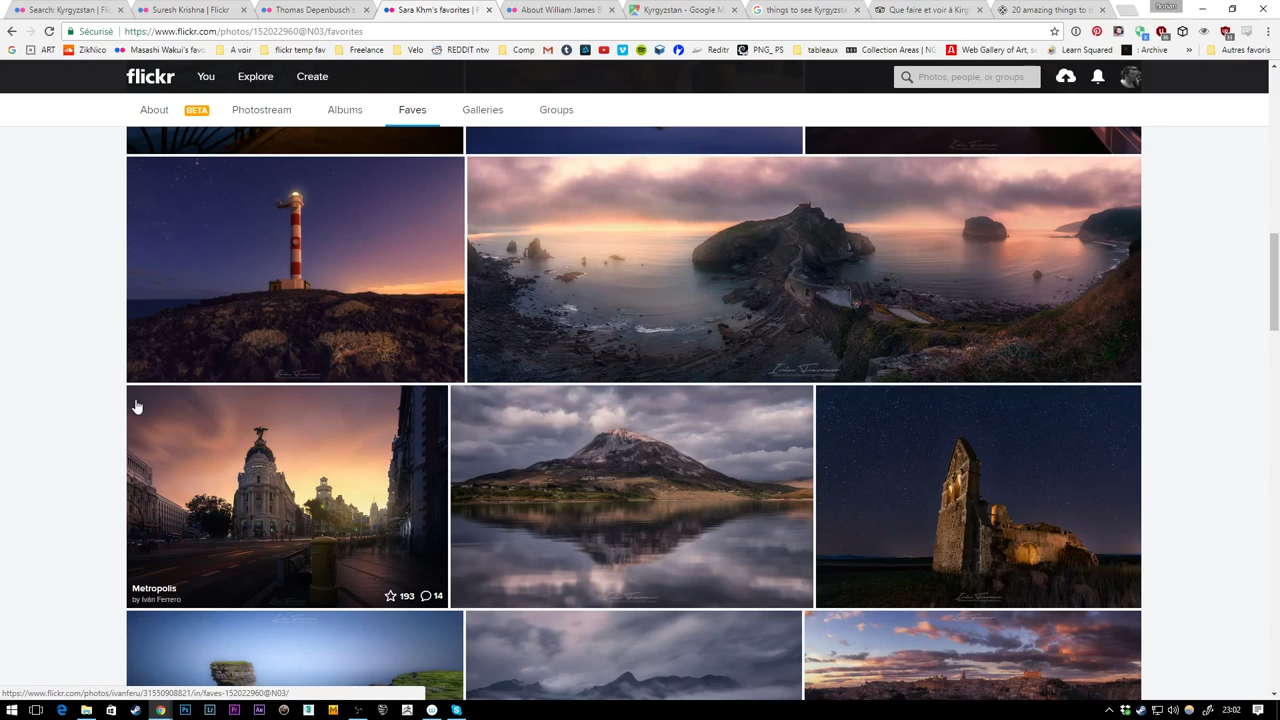 Search: Kyrgyzstan | Fl
Suresh Krishna | Flickr
Thomas Depenbusch's
Sara Khm's favorites | F
About William James B
Kyrgyzstan - Google M
things to see Kyrgyzsta
Que faire et voir à Kirg
20 amazing things to d
florian
Sécurisé
https://www.flickr.com/photos/152022960@N03/favorites
ART
ZikNico
Masashi Wakui's favo
A voir
flickr temp fav
Freelance
Velo
REDDIT ntw
Comp
Reditr
PNG_PS
tableaux
Collection Areas | NG
Web Gallery of Art, s
Learn Squared
: Archive
»
Autres favoris
flickr
You
Explore
Create
Photos, people, or groups
About
BETA
Photostream
Albums
Faves
Galleries
Groups
Metropolis
by Iván Ferrero
193
14
https://www.flickr.com/photos/ivanferu/31550908821/in/faves-152022960@N03/
23:02